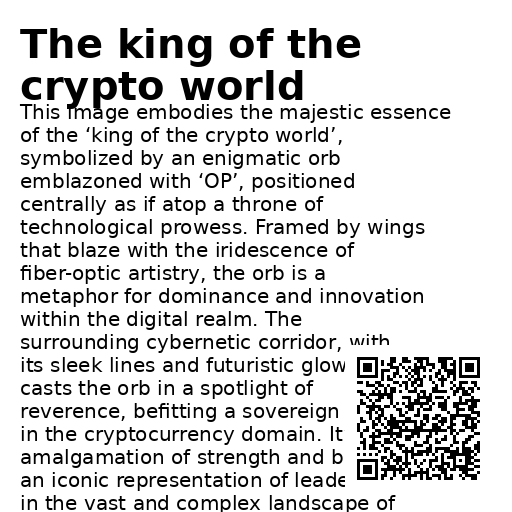 The king of the
crypto world
This image embodies the majestic essence
of the ‘king of the crypto world’,
symbolized by an enigmatic orb
emblazoned with ‘OP’, positioned
centrally as if atop a throne of
technological prowess. Framed by wings
that blaze with the iridescence of
fiber-optic artistry, the orb is a
metaphor for dominance and innovation
within the digital realm. The
surrounding cybernetic corridor, with
its sleek lines and futuristic glow
casts the orb in a spotlight of
reverence, befitting a sovereign
in the cryptocurrency domain. It
amalgamation of strength and
an iconic representation of
in the vast and complex landscape of